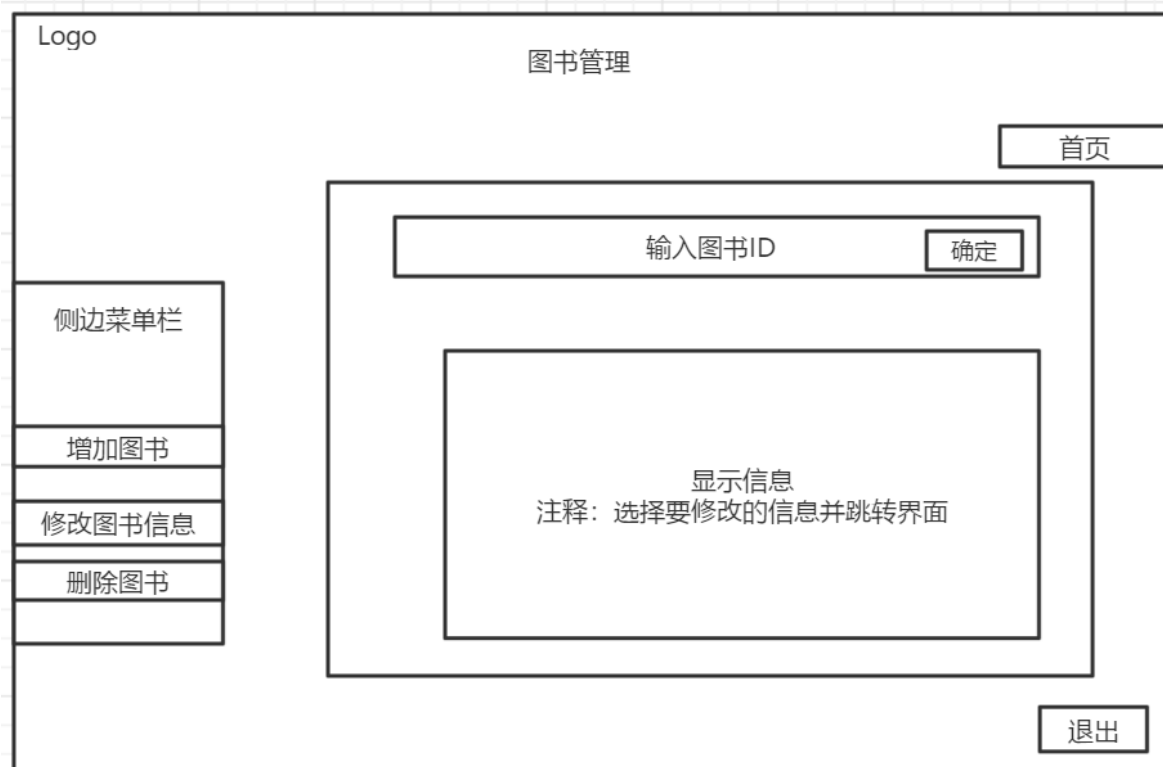 Logo
图书管理
首页
输入图书ID
确定
侧边菜单栏
增加图书
修改图书信息
删除图书
显示信息
注释：选择要修改的信息并跳转界面
退出